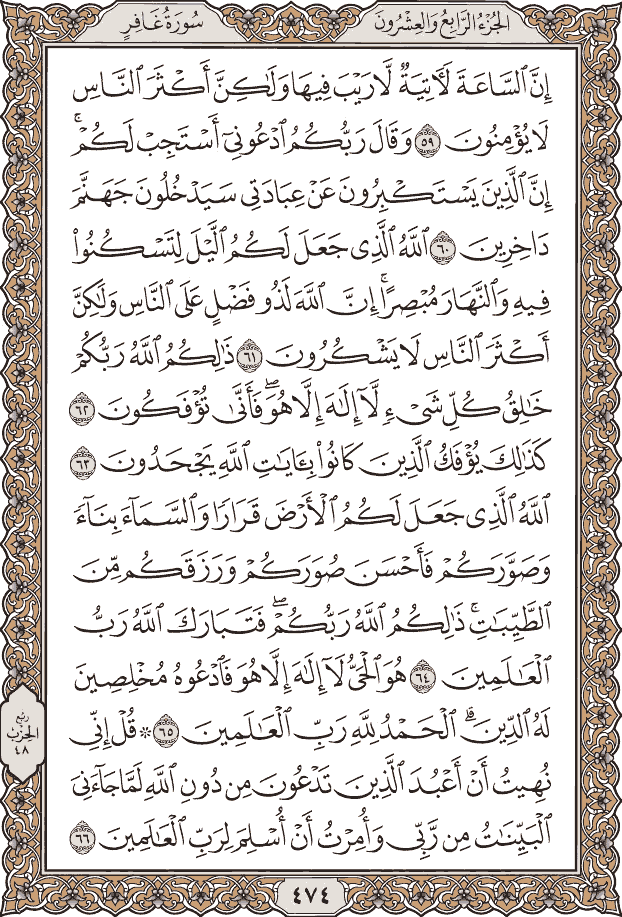 الجُزْءُ الرَّابِعُ وَالعِشْرُونَ
سُورَةُ غَافِرٍ
إِنَّ ٱلسَّاعَةَ لَأٓتِيَةٌ لَّا رَيْبَ فِيهَا وَلَٰكِنَّ أَكْثَرَ ٱلنَّاسِ
لَا يُؤْمِنُونَ ٥٩ وَقَالَ رَبُّكُمُ ٱدْعُونِيٓ أَسْتَجِبْ لَكُمْۚ
إِنَّ ٱلَّذِينَ يَسْتَكْبِرُونَ عَنْ عِبَادَتِي سَيَدْخُلُونَ جَهَنَّمَ
دَاخِرِينَ ٦٠ ٱللَّهُ ٱلَّذِي جَعَلَ لَكُمُ ٱلَّيْلَ لِتَسْكُنُوا۟
فِيهِ وَٱلنَّهَارَ مُبْصِرًاۚ إِنَّ ٱللَّهَ لَذُو فَضْلٍ عَلَى ٱلنَّاسِ وَلَٰكِنَّ
أَكْثَرَ ٱلنَّاسِ لَا يَشْكُرُونَ ٦١ ذَٰلِكُمُ ٱللَّهُ رَبُّكُمْ
خَٰلِقُ كُلِّ شَيْءٍ لَّآ إِلَٰهَ إِلَّا هُوَۖ فَأَنَّىٰ تُؤْفَكُونَ ٦٢
كَذَٰلِكَ يُؤْفَكُ ٱلَّذِينَ كَانُوا۟ بِـَٔايَٰتِ ٱللَّهِ يَجْحَدُونَ ٦٣
ٱللَّهُ ٱلَّذِي جَعَلَ لَكُمُ ٱلْأَرْضَ قَرَارًا وَٱلسَّمَآءَ بِنَآءً
وَصَوَّرَكُمْ فَأَحْسَنَ صُوَرَكُمْ وَرَزَقَكُم مِّنَ
ٱلطَّيِّبَٰتِۚ ذَٰلِكُمُ ٱللَّهُ رَبُّكُمْۖ فَتَبَارَكَ ٱللَّهُ رَبُّ
ٱلْعَٰلَمِينَ ٦٤ هُوَ ٱلْحَيُّ لَآ إِلَٰهَ إِلَّا هُوَ فَٱدْعُوهُ مُخْلِصِينَ
لَهُ ٱلدِّينَۗ ٱلْحَمْدُ لِلَّهِ رَبِّ ٱلْعَٰلَمِينَ ٦٥ ۞ قُلْ إِنِّي
نُهِيتُ أَنْ أَعْبُدَ ٱلَّذِينَ تَدْعُونَ مِن دُونِ ٱللَّهِ لَمَّا جَآءَنِيَ
ٱلْبَيِّنَٰتُ مِن رَّبِّي وَأُمِرْتُ أَنْ أُسْلِمَ لِرَبِّ ٱلْعَٰلَمِينَ ٦٦
رُبع
الحِزْب
٤٨
٤٧٤